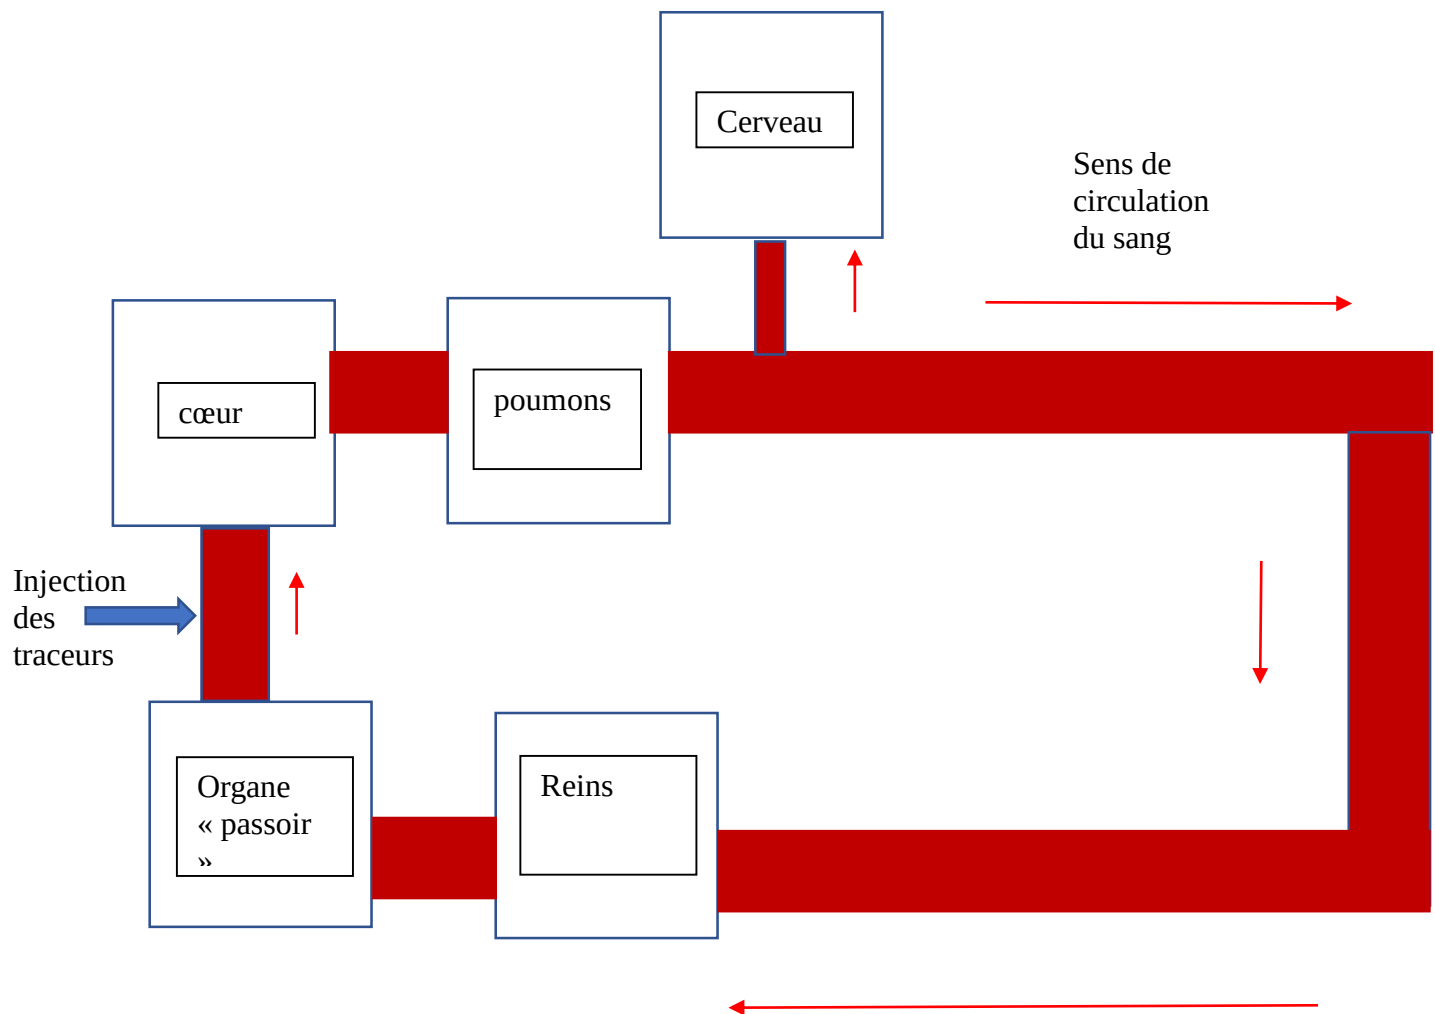 Cerveau
Sens de
circulation
du sang
cœur
poumons
Injection
des
traceurs
Organe
« passoir
»
Reins